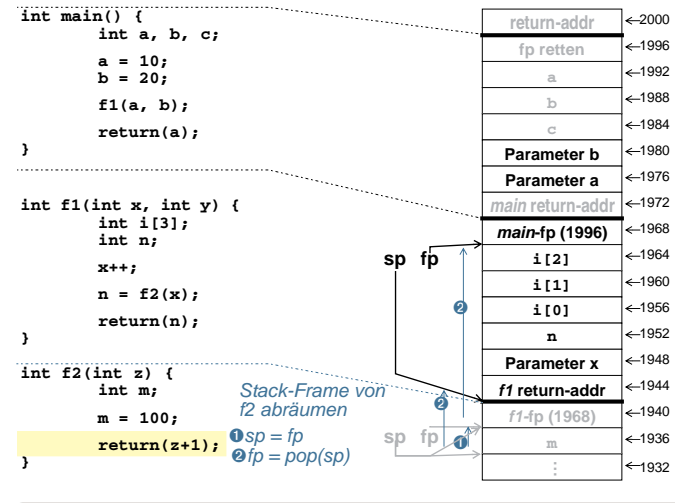 int main() {
int a, b, c;
a = 10;
b = 20;
f1(a, b);
return(a);
}
int f1(int x, int y) {
int i[3];
int n;
x++;
n = f2(x);
return(n);
}
int f2(int z) {
int m;
m = 100;
return(z+1);
}
Stack-Frame von
f2 abräumen
❶sp = fp
❷fp = pop(sp)
sp fp
❷
❷
sp fp
❶
return-addr ←2000
fp retten ←1996
a ←1992
b ←1988
c ←1984
Parameter b ←1980
Parameter a ←1976
main return-addr ←1972
main-fp (1996) ←1968
i[2] ←1964
i[1] ←1960
i[0] ←1956
n ←1952
Parameter x ←1948
f1 return-addr ←1944
f1-fp (1968) ←1940
m ←1936
⋮ ←1932